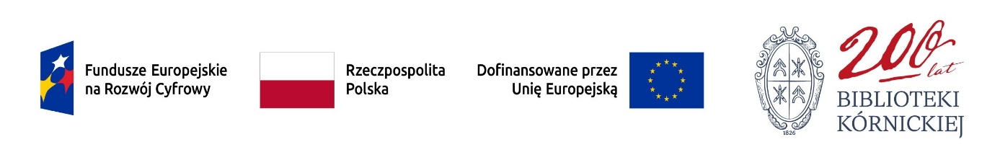 Fundusze Europejskie
na Rozwój Cyfrowy
Rzeczpospolita
Polska
Dofinansowane przez
Unię Europejską
1826
200
lat
BIBLIOTEKI
KÓRNICKIEJ